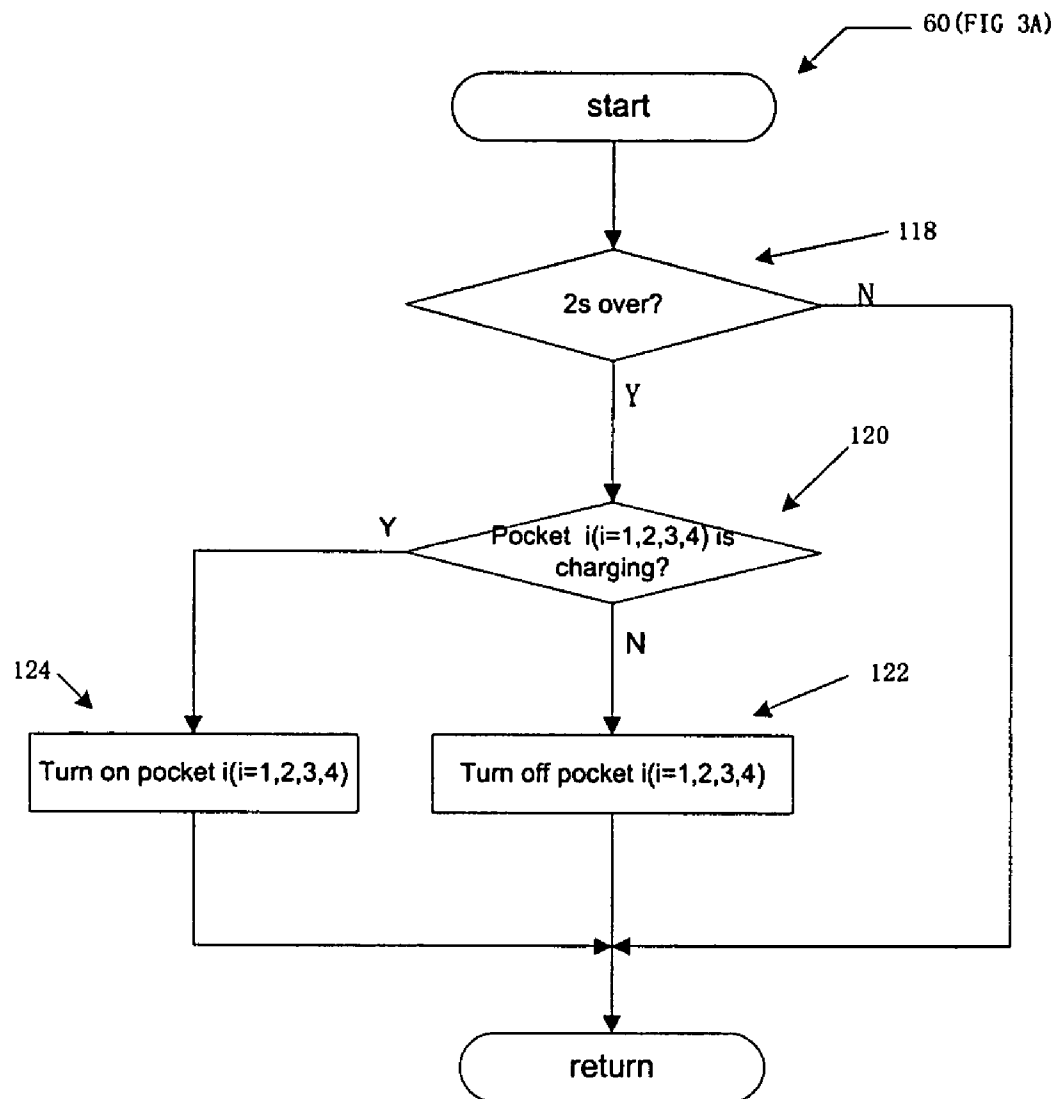 60(FIG 3A)
start
118
2s over?
N
Y
120
Y
Pocket i(i=1,2,3,4) is
charging?
N
124
122
Turn on pocket i(i=1,2,3,4)
Turn off pocket i(i=1,2,3,4)
return